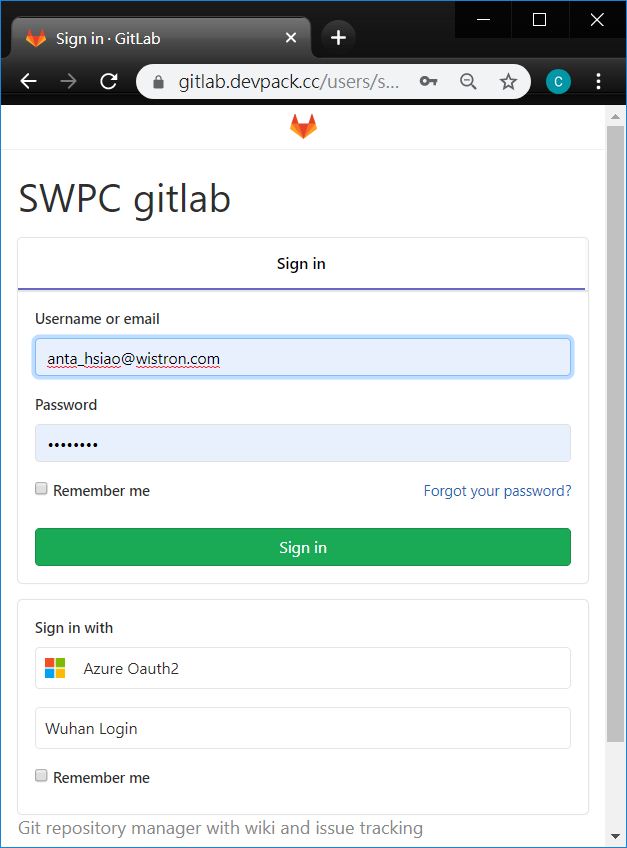 Sign in · GitLab
gitlab.devpack.cc/users/s...
C
SWPC gitlab
Sign in
Username or email
anta_hsiao@wistron.com
Password
••••••••
Remember me
Forgot your password?
Sign in
Sign in with
Azure Oauth2
Wuhan Login
Remember me
Git repository manager with wiki and issue tracking